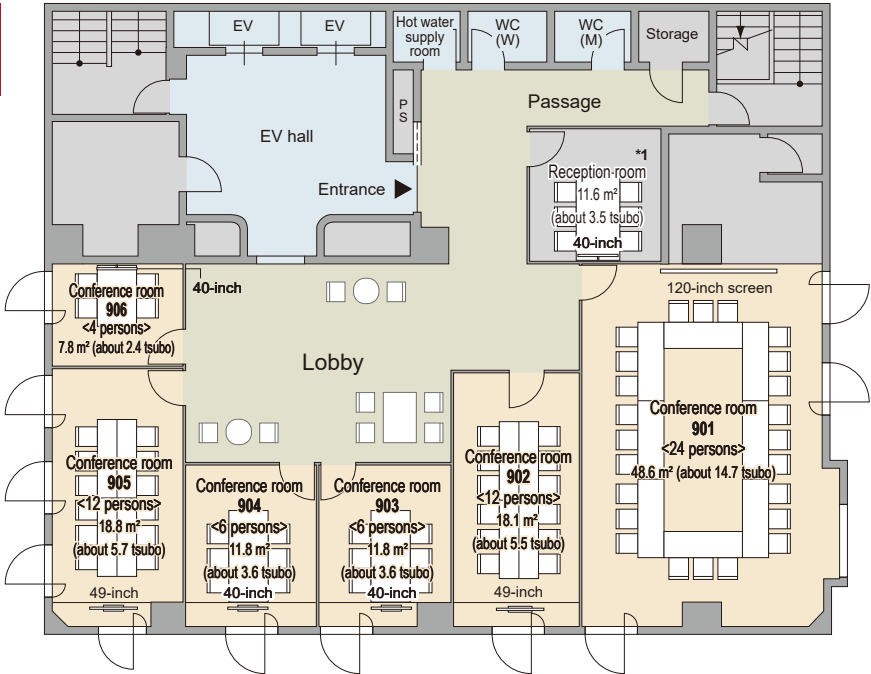 EV
EV
Hot water
supply
room
WC
(W)
WC
(M)
Storage
PS
Passage
EV hall
Entrance
*1
Reception room
11.6 m²
(about 3.5 tsubo)
40-inch
Conference room
906
<4 persons>
7.8 m² (about 2.4 tsubo)
40-inch
120-inch screen
Lobby
Conference room
905
<12 persons>
18.8 m²
(about 5.7 tsubo)
49-inch
Conference room
904
<6 persons>
11.8 m²
(about 3.6 tsubo)
40-inch
Conference room
903
<6 persons>
11.8 m²
(about 3.6 tsubo)
40-inch
Conference room
902
<12 persons>
18.1 m²
(about 5.5 tsubo)
49-inch
Conference room
901
<24 persons>
48.6 m² (about 14.7 tsubo)